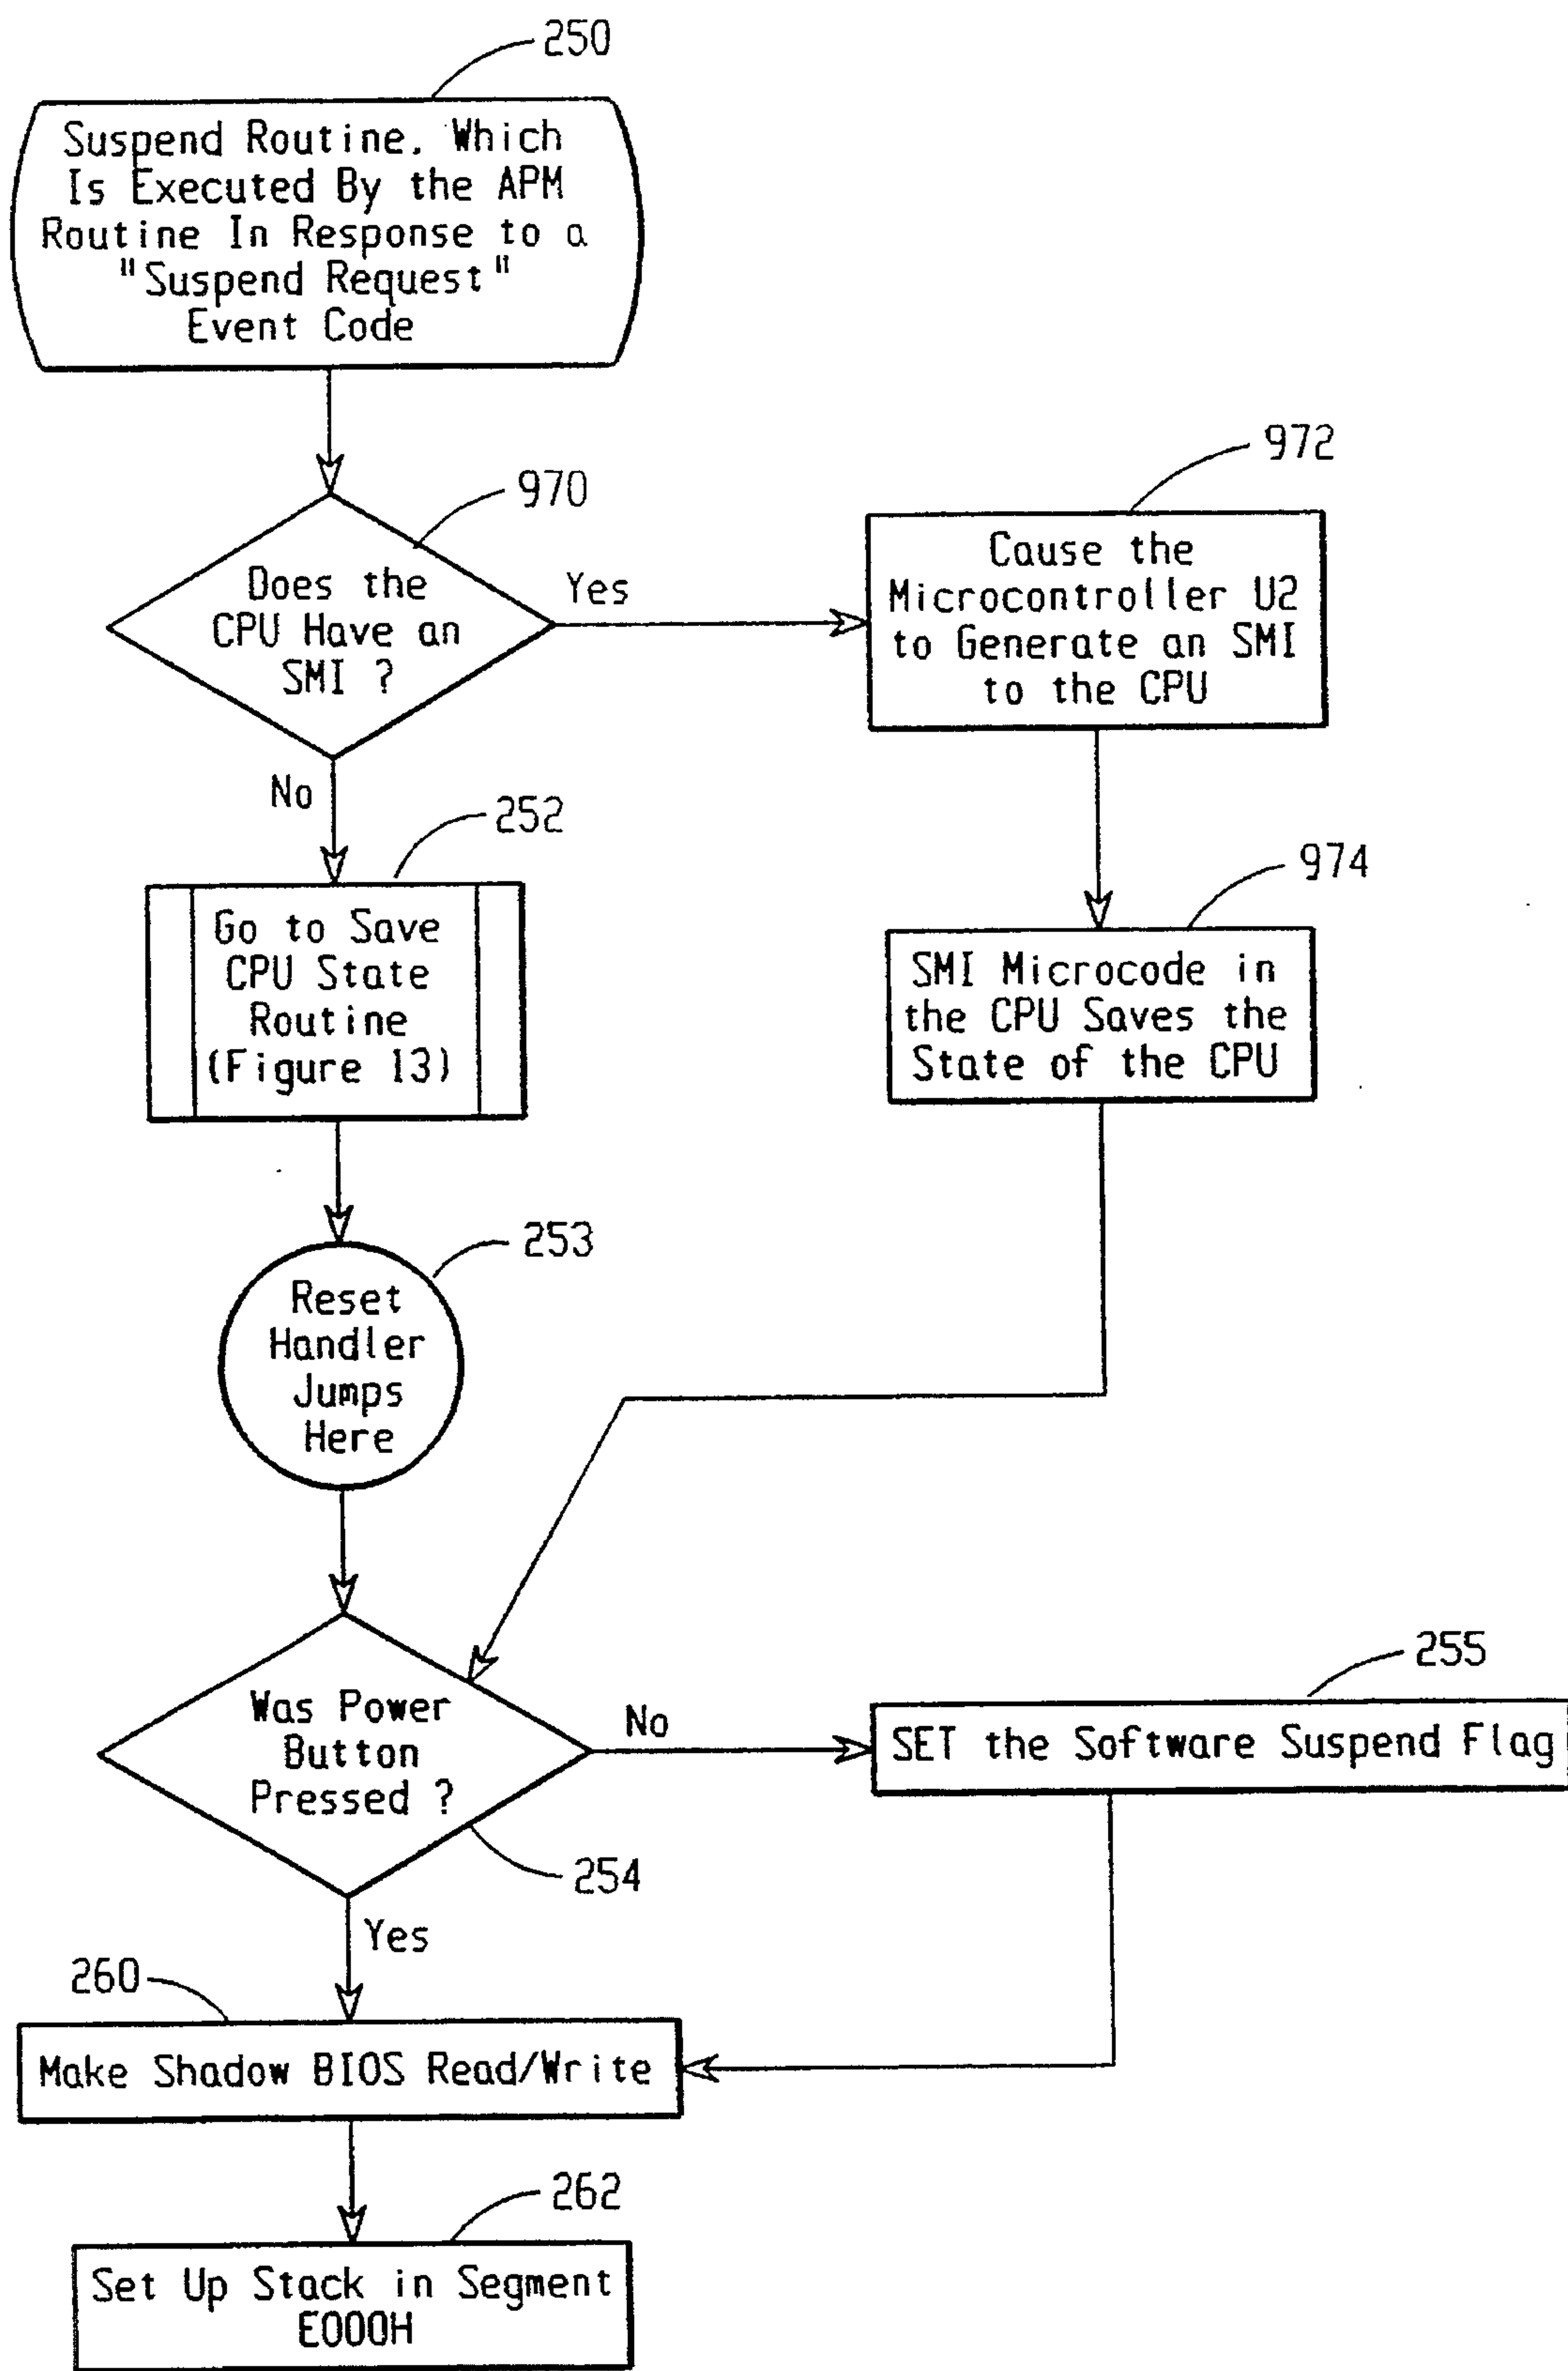 250
Suspend Routine, Which
Is Executed By the APM
Routine In Response to a
"Suspend Request"
Event Code
970
Does the
CPU Have an
SMI ?
Yes
No
972
Cause the
Microcontroller U2
to Generate an SMI
to the CPU
252
Go to Save
CPU State
Routine
(Figure 13)
974
SMI Microcode in
the CPU Saves the
State of the CPU
253
Reset
Handler
Jumps
Here
Was Power
Button
Pressed ?
254
No
Yes
255
SET the Software Suspend Flag
260
Make Shadow BIOS Read/Write
262
Set Up Stack in Segment
E000H